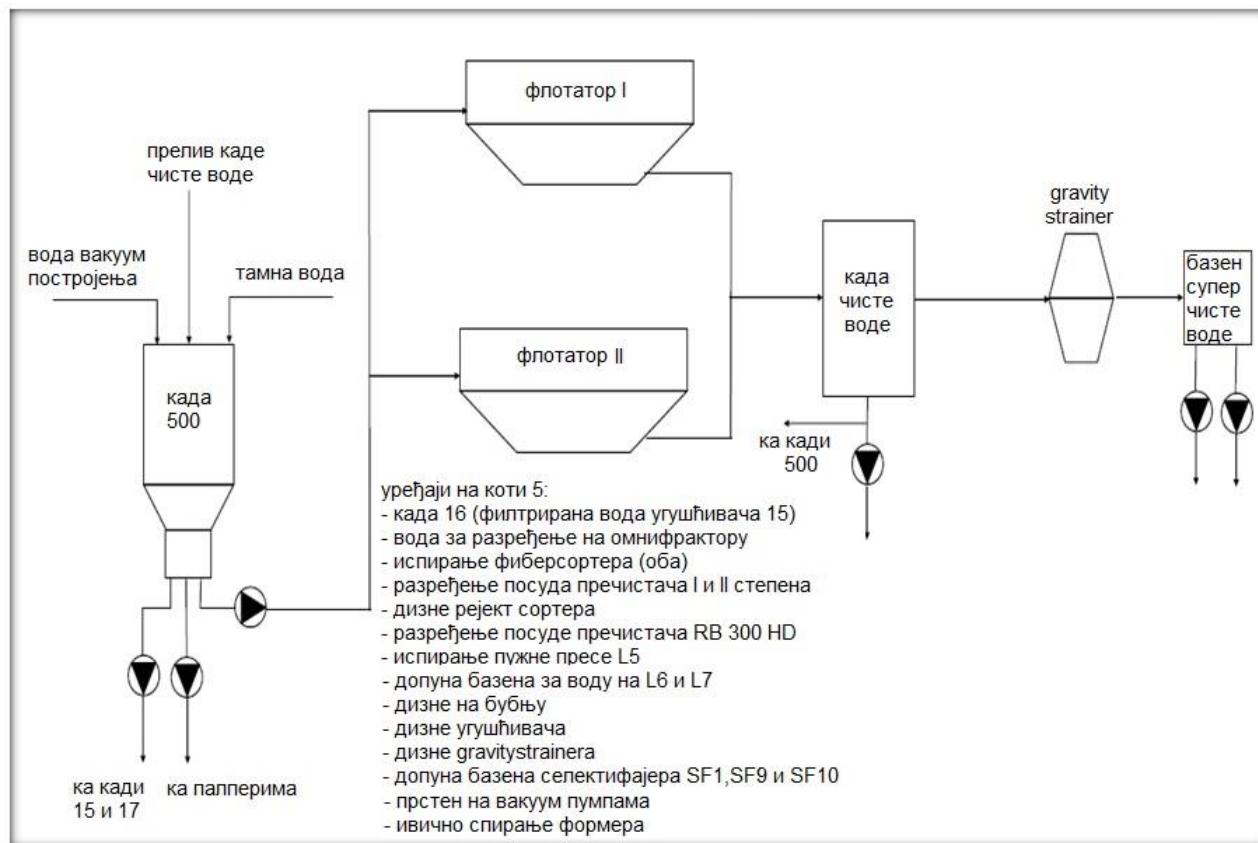 флотатор I
прелив каде
чисте воде
gravity
strainer
вода вакуум
постројења
тамна вода
када
чисте
воде
базен
супер
чисте
воде
флотатор II
када
500
ка кади
500
уређаји на коти 5:
- када 16 (филтрирана вода угушћивача 15)
- вода за разређење на омнифрактору
- испирање фиберсортера (оба)
- разређење посуда пречистача I и II степена
- дизне рејект сортера
- разређење посуде пречистача RB 300 HD
- испирање пужне пресе L5
- допуна базена за воду на L6 и L7
- дизне на бубњу
- дизне угушћивача
- дизне gravitystrainera
- допуна базена селектифајера SF1,SF9 и SF10
- прстен на вакуум пумпама
- ивично спирање формера
ка кади
15 и 17
ка палперима